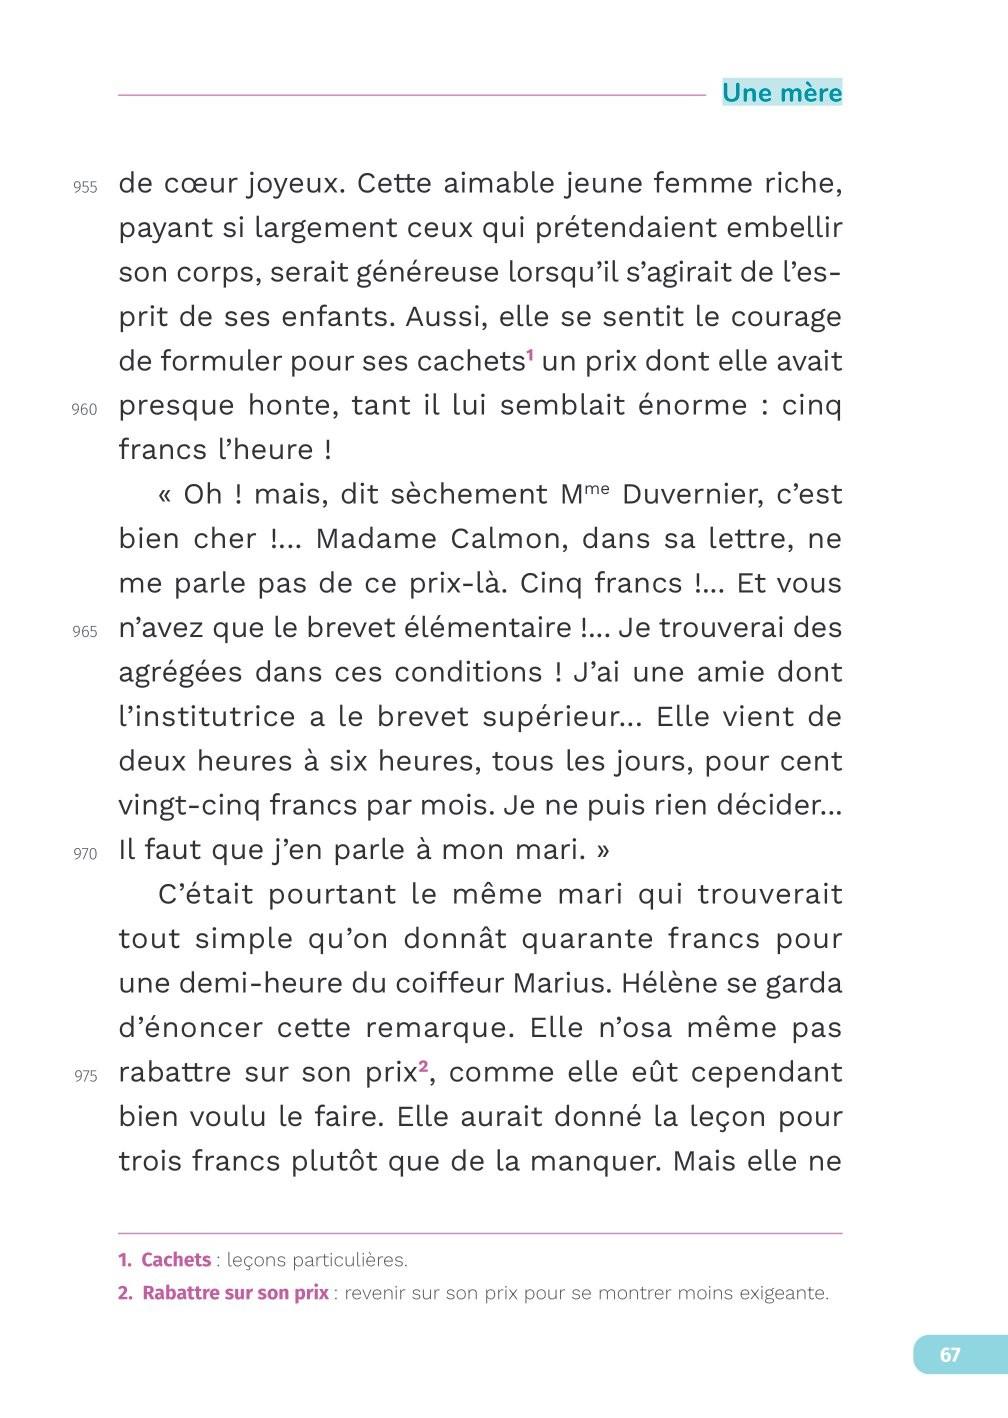 Une mère
955 de cœur joyeux. Cette aimable jeune femme riche,
payant si largement ceux qui prétendaient embellir
son corps, serait généreuse lorsqu’il s’agirait de l’es-
prit de ses enfants. Aussi, elle se sentit le courage
de formuler pour ses cachets1 un prix dont elle avait
960 presque honte, tant il lui semblait énorme : cinq
francs l’heure !
« Oh ! mais, dit sèchement Mme Duvernier, c’est
bien cher !... Madame Calmon, dans sa lettre, ne
me parle pas de ce prix-là. Cinq francs !... Et vous
965 n’avez que le brevet élémentaire !... Je trouverai des
agrégées dans ces conditions ! J’ai une amie dont
l’institutrice a le brevet supérieur... Elle vient de
deux heures à six heures, tous les jours, pour cent
vingt-cinq francs par mois. Je ne puis rien décider...
970 Il faut que j’en parle à mon mari. »
C’était pourtant le même mari qui trouverait
tout simple qu’on donnât quarante francs pour
une demi-heure du coiffeur Marius. Hélène se garda
d’énoncer cette remarque. Elle n’osa même pas
975 rabattre sur son prix2, comme elle eût cependant
bien voulu le faire. Elle aurait donné la leçon pour
trois francs plutôt que de la manquer. Mais elle ne
1. Cachets : leçons particulières.
2. Rabattre sur son prix : revenir sur son prix pour se montrer moins exigeante.
67